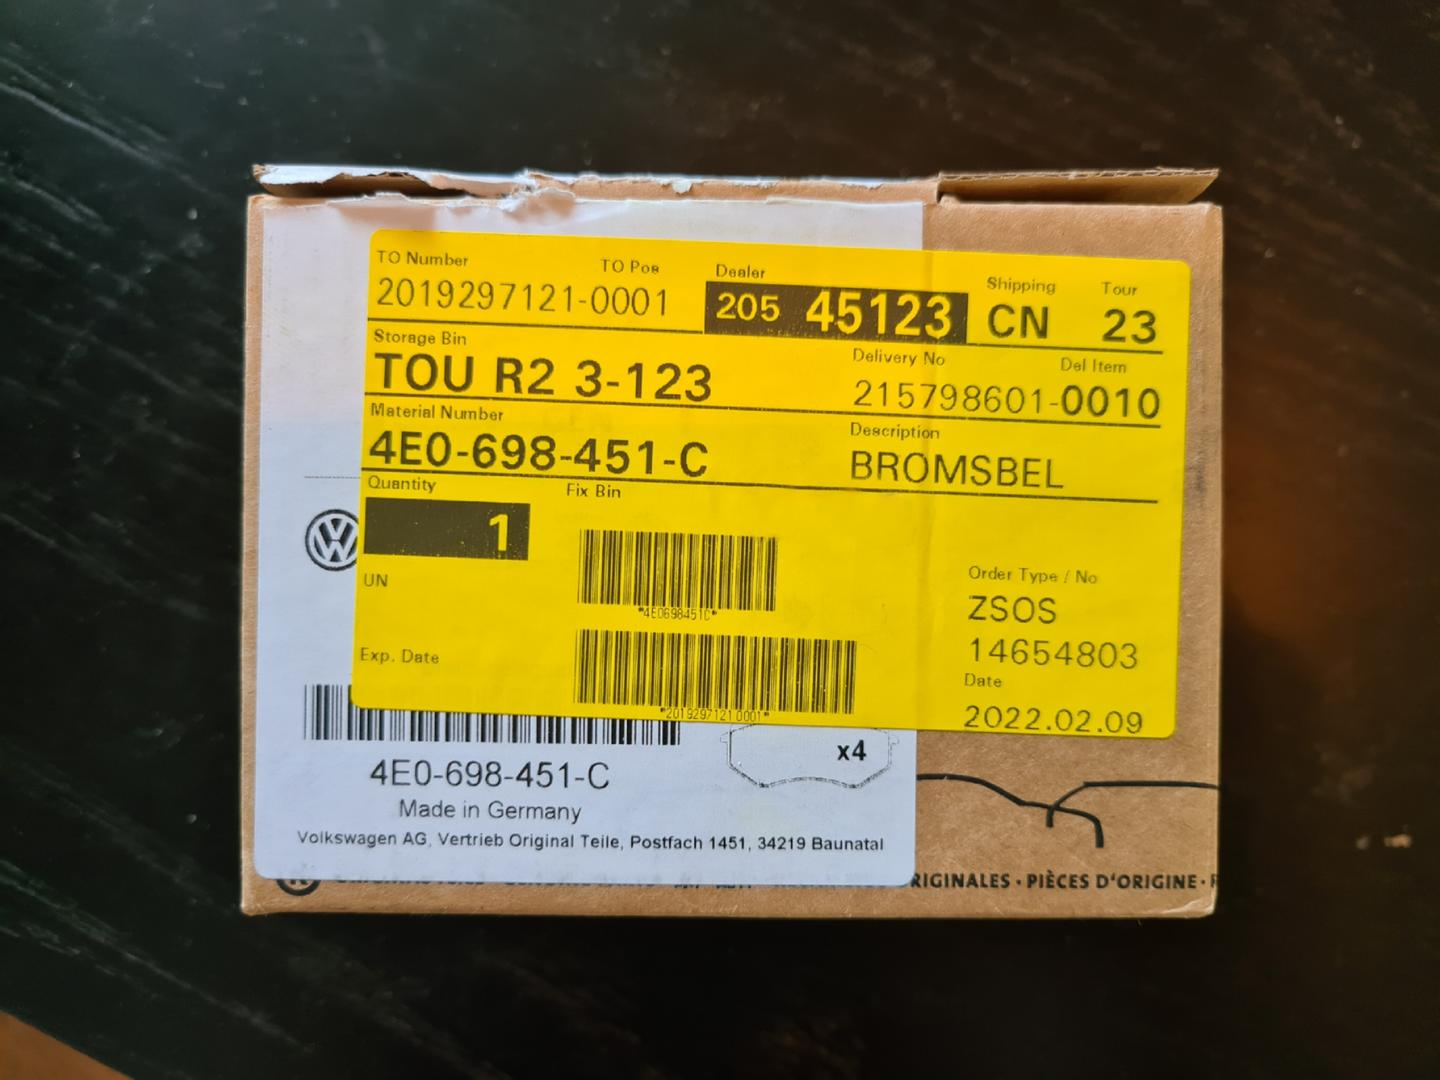 TO Number TO Pos Dealer Shipping Tour
2019297121-0001 205 45123 CN 23
Storage Bin Delivery No Del Item
TOU R2 3-123 215798601-0010
Material Number Description
4E0-698-451-C BROMSBEL
Quantity Fix Bin
1
VW
*4E0698451C*
UN
Order Type / No
ZSOS
14654803
Exp. Date
Date
*2019297121 0001*
2022.02.09
x4
4E0-698-451-C
Made in Germany
Volkswagen AG, Vertrieb Original Teile, Postfach 1451, 34219 Baunatal
RIGINALES · PIÈCES D'ORIGINE ·